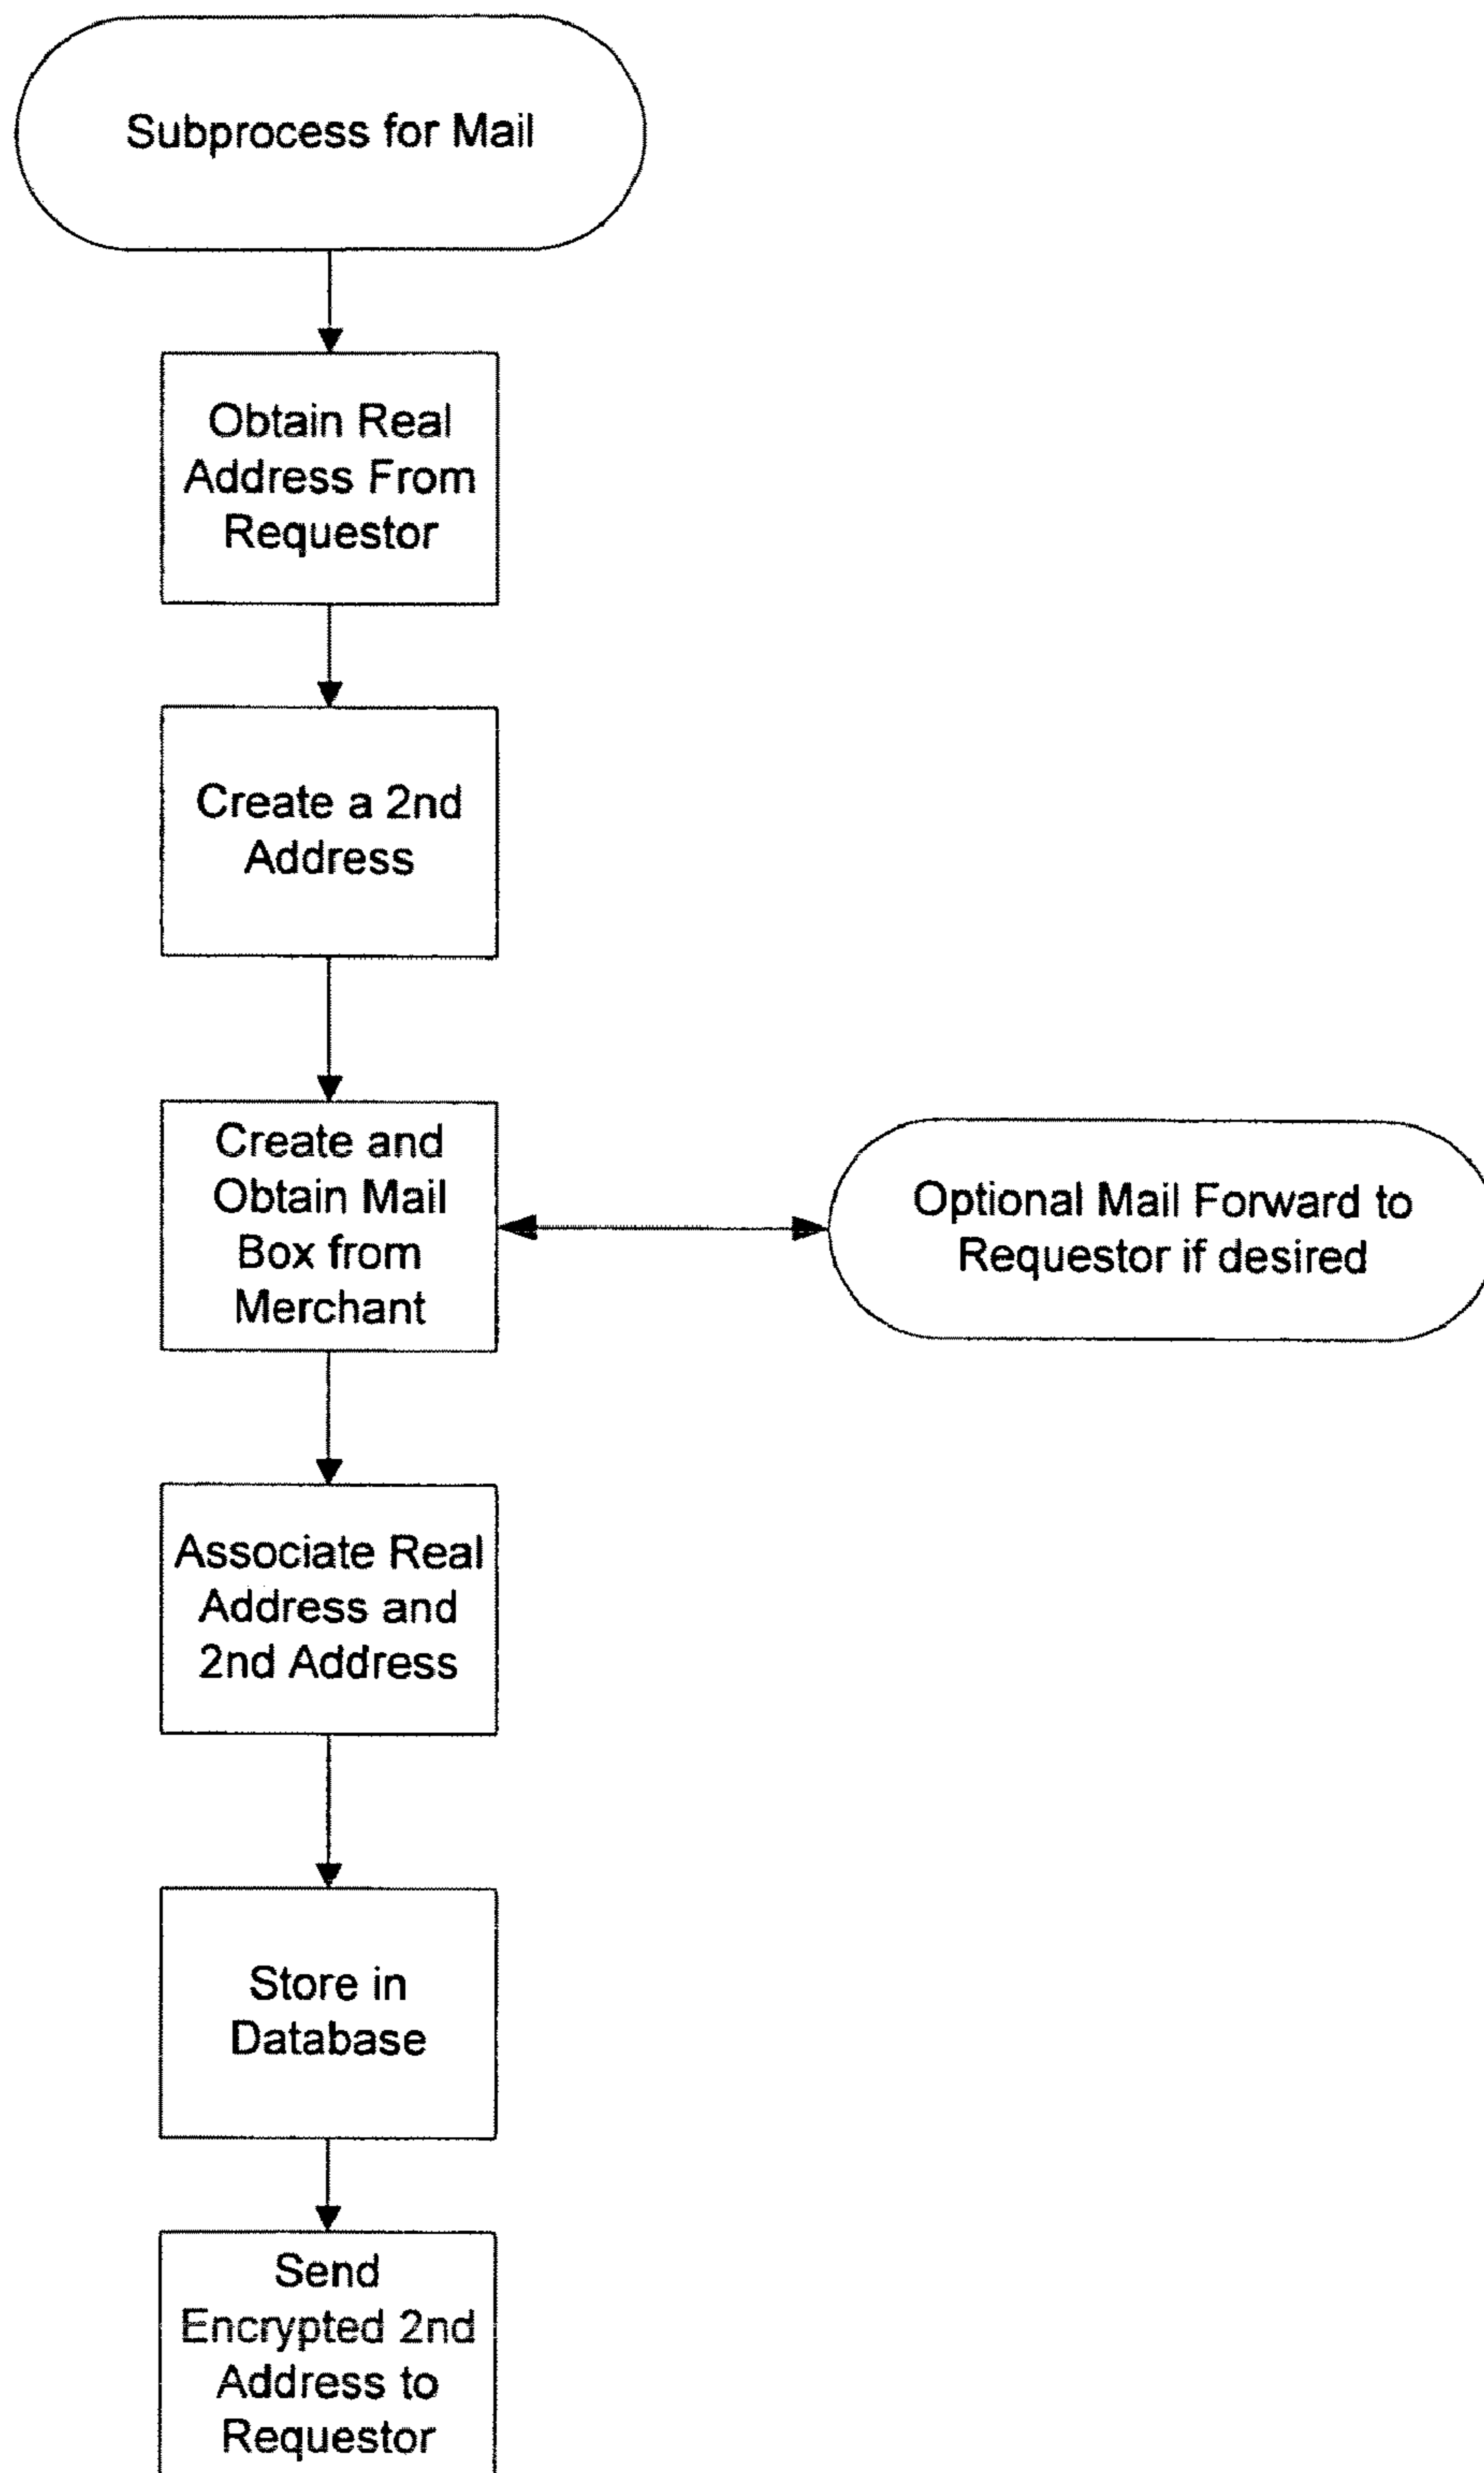 Subprocess for Mail
Obtain Real
Address From
Requestor
Create a 2nd
Address
Create and
Obtain Mail
Box from
Merchant
Optional Mail Forward to
Requestor if desired
Associate Real
Address and
2nd Address
Store in
Database
Send
Encrypted 2nd
Address to
Requestor